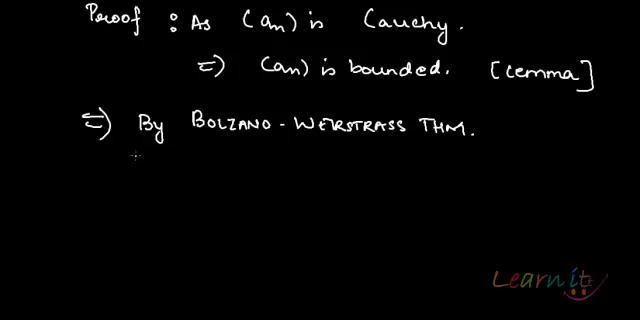 Proof : As (an) is Cauchy.
=) (an) is bounded. [Lemma]
=) By BOLZANO - WEIRSTRASS THM.
Learnit